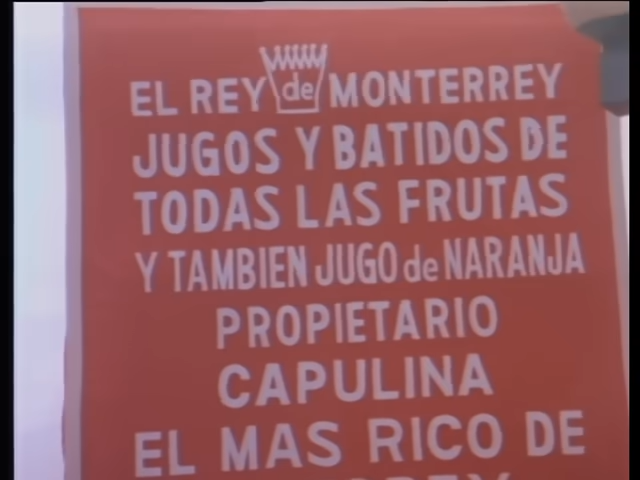 EL REY de MONTERREY
JUGOS Y BATIDOS DE
TODAS LAS FRUTAS
Y TAMBIEN JUGO de NARANJA
PROPIETARIO
CAPULINA
EL MAS RICO DE